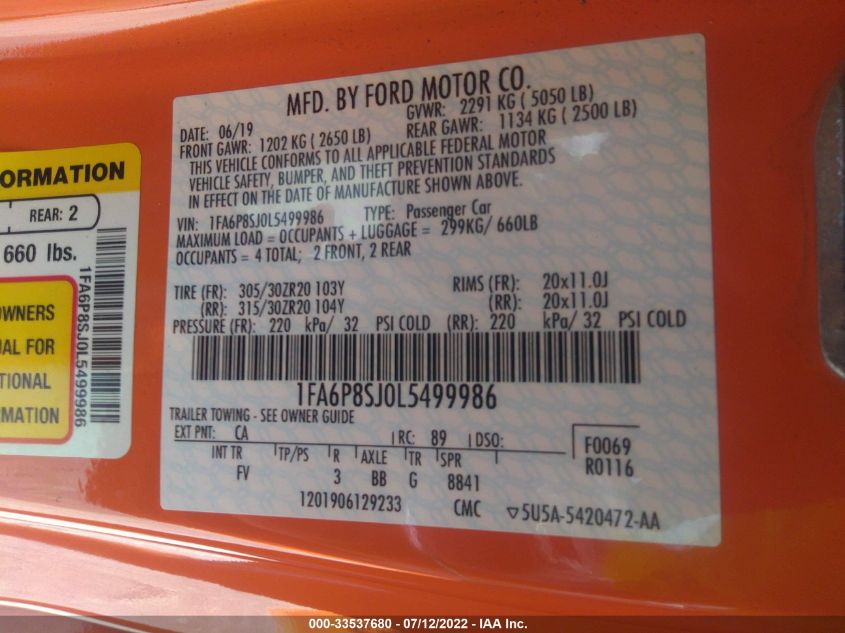 MFD. BY FORD MOTOR CO.
DATE: 06/19 GVWR: 2291 KG ( 5050 LB)
FRONT GAWR: 1202 KG ( 2650 LB) REAR GAWR: 1134 KG ( 2500 LB)
THIS VEHICLE CONFORMS TO ALL APPLICABLE FEDERAL MOTOR
VEHICLE SAFETY, BUMPER, AND THEFT PREVENTION STANDARDS
IN EFFECT ON THE DATE OF MANUFACTURE SHOWN ABOVE.
VIN: 1FA6P8SJ0L5499986 TYPE: Passenger Car
MAXIMUM LOAD = OCCUPANTS + LUGGAGE = 299KG/ 660LB
OCCUPANTS = 4 TOTAL; 2 FRONT, 2 REAR
TIRE (FR): 305/30ZR20 103Y RIMS (FR): 20x11.0J
(RR): 315/30ZR20 104Y (RR): 20x11.0J
PRESSURE (FR): 220 kPa/ 32 PSI COLD (RR): 220 kPa/ 32 PSI COLD
1FA6P8SJ0L5499986
TRAILER TOWING - SEE OWNER GUIDE
EXT PNT: CA RC: 89 DSO:
INT TR TP/PS R AXLE TR SPR
FV 3 BB G 8841
F0069
R0116
1201906129233 CMC 5U5A-5420472-AA
ORMATION
REAR: 2
660 lbs.
OWNERS
AL FOR
TIONAL
MATION
1FA6P8SJ0L5499986
000-33537680 - 07/12/2022 - IAA Inc.